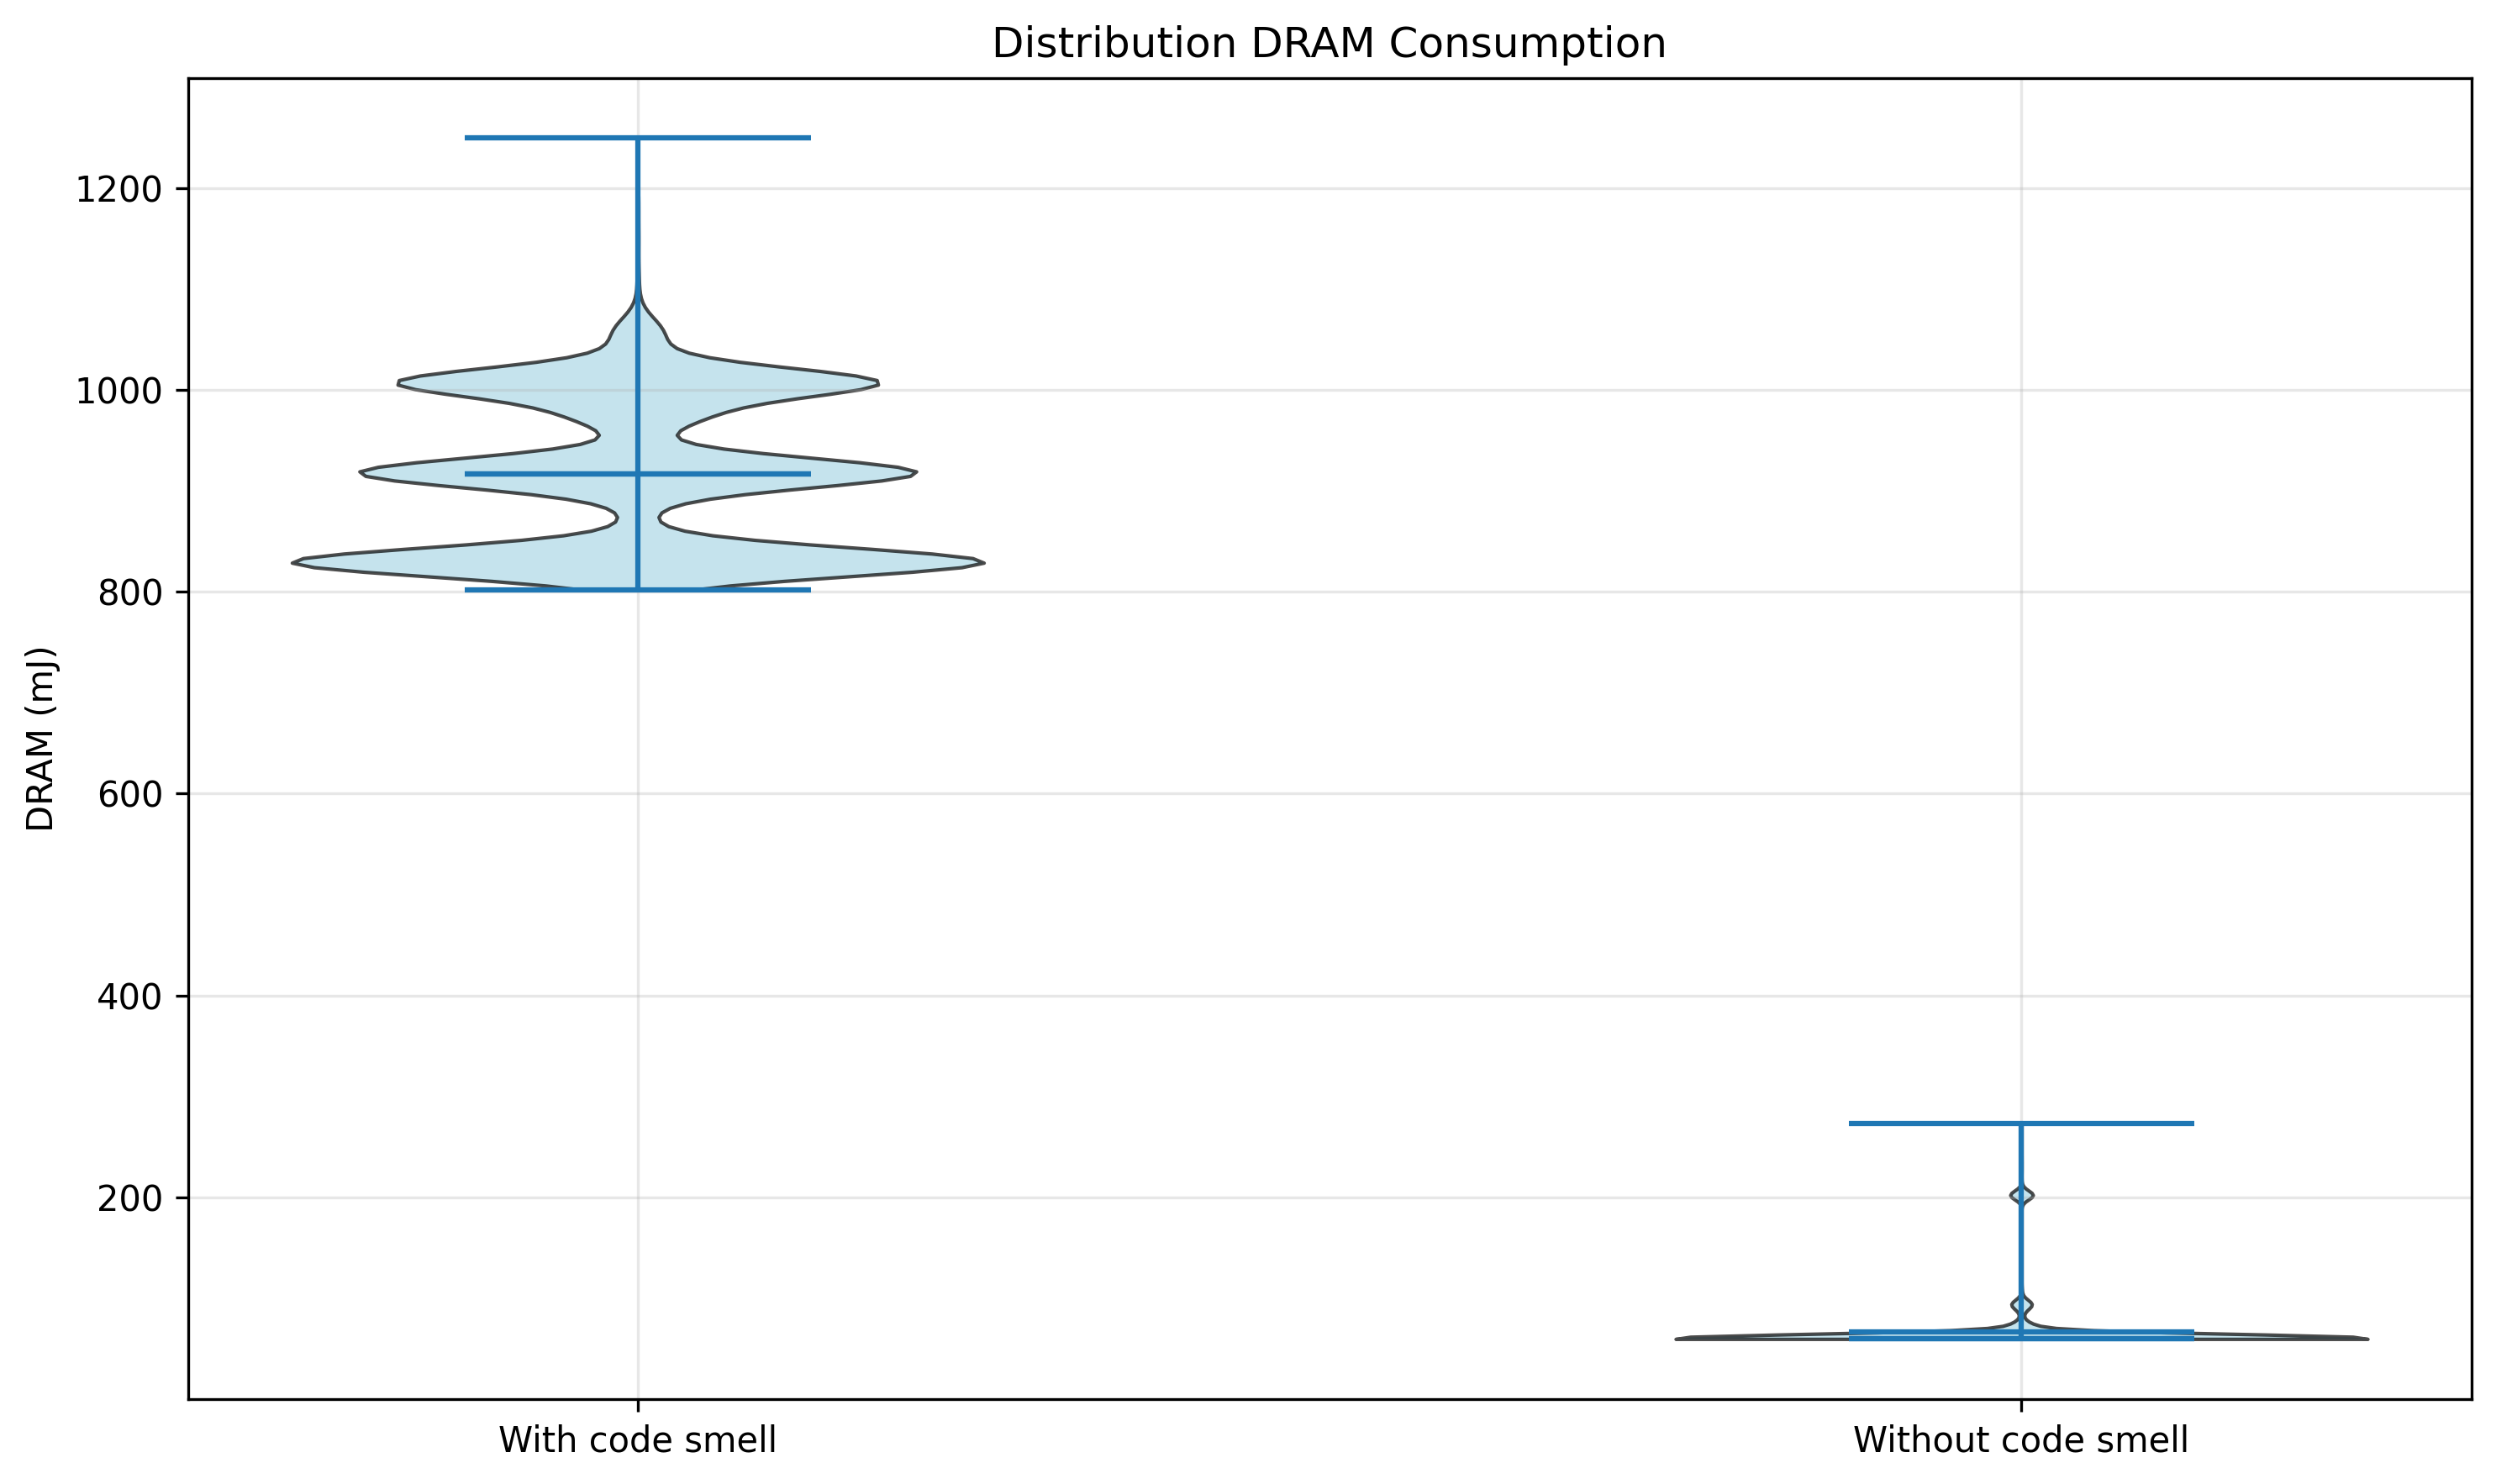 Distribution DRAM Consumption
DRAM (mJ)
1200
1000
800
600
400
200
With code smell
Without code smell